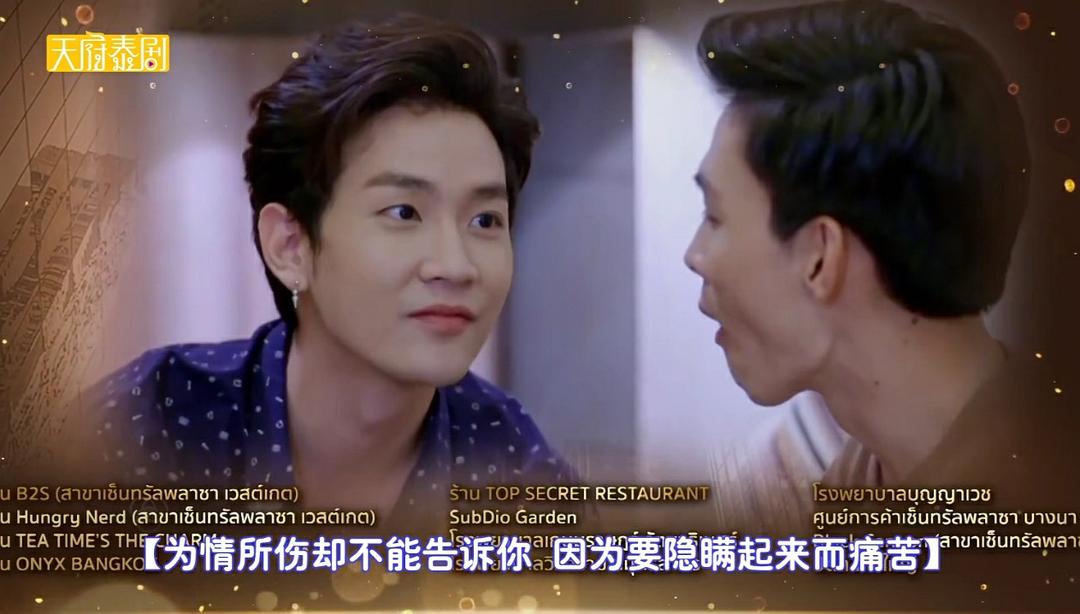 天府泰剧
น B2S (สาขาเซ็นทรัลพลาซา เวสต์เกต)
น Hungry Nerd (สาขาเซ็นทรัลพลาซา เวสต์เกต)
น TEA TIME'S THE
น ONYX BANGKO
ร้าน TOP SECRET RESTAURANT
SubDio Garden
โรงพยาบาลบุญญาเวช
ศูนย์การค้าเซ็นทรัลพลาซา บางนา
สาขาเซ็นทรัลพลาซา
【为情所伤却不能告诉你 因为要隐瞒起来而痛苦】